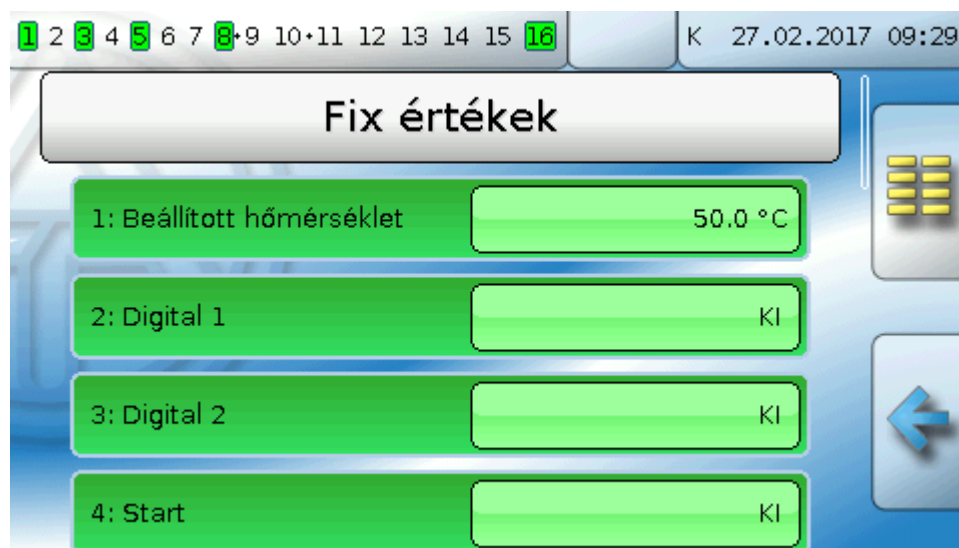 1 2 3 4 5 6 7 8•9 10•11 12 13 14 15 16 K 27.02.2017 09:29
Fix értékek
1: Beállított hőmérséklet 50.0 °C
2: Digital 1 KI
3: Digital 2 KI
4: Start KI